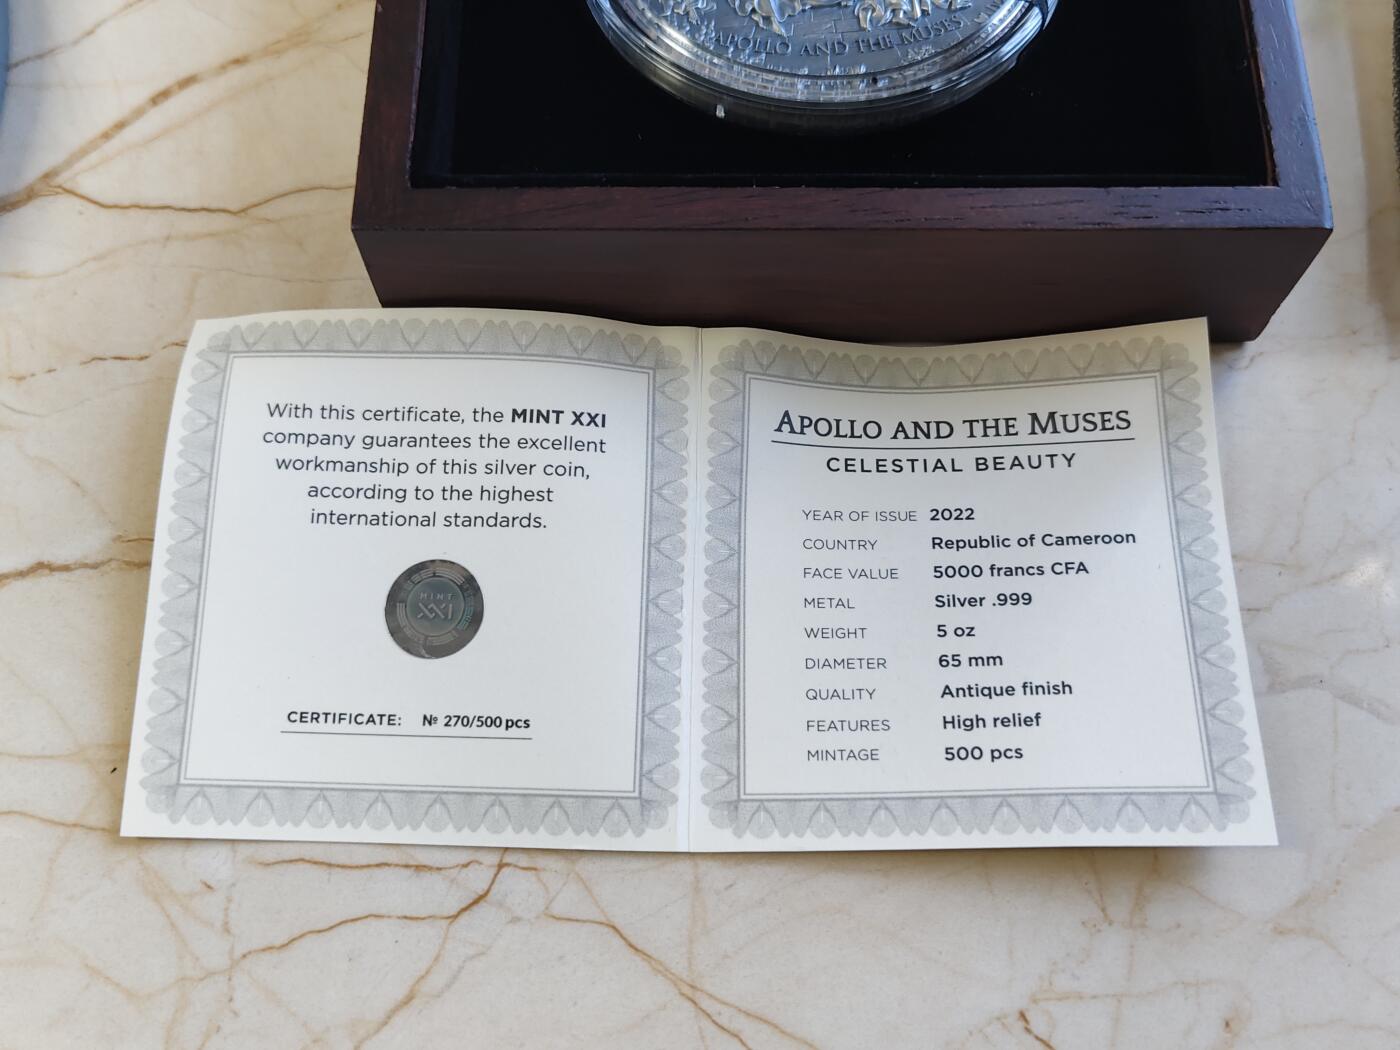 APOLLO AND THE MUSES
With this certificate, the MINT XXI
company guarantees the excellent
workmanship of this silver coin,
according to the highest
international standards.
MINT
XXI
CERTIFICATE: № 270/500 pcs
APOLLO AND THE MUSES
CELESTIAL BEAUTY
YEAR OF ISSUE 2022
COUNTRY Republic of Cameroon
FACE VALUE 5000 francs CFA
METAL Silver .999
WEIGHT 5 oz
DIAMETER 65 mm
QUALITY Antique finish
FEATURES High relief
MINTAGE 500 pcs